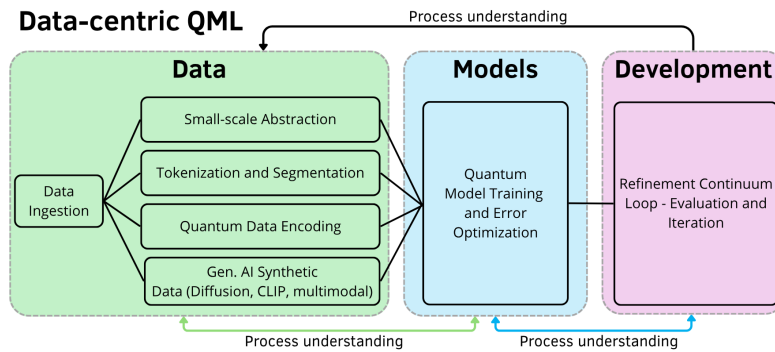 Data-centric QML
Process understanding
Data
Models
Development
Data
Ingestion
Small-scale Abstraction
Tokenization and Segmentation
Quantum Data Encoding
Gen. AI Synthetic
Data (Diffusion, CLIP, multimodal)
Quantum
Model Training
and Error
Optimization
Refinement Continuum
Loop - Evaluation and
Iteration
Process understanding
Process understanding